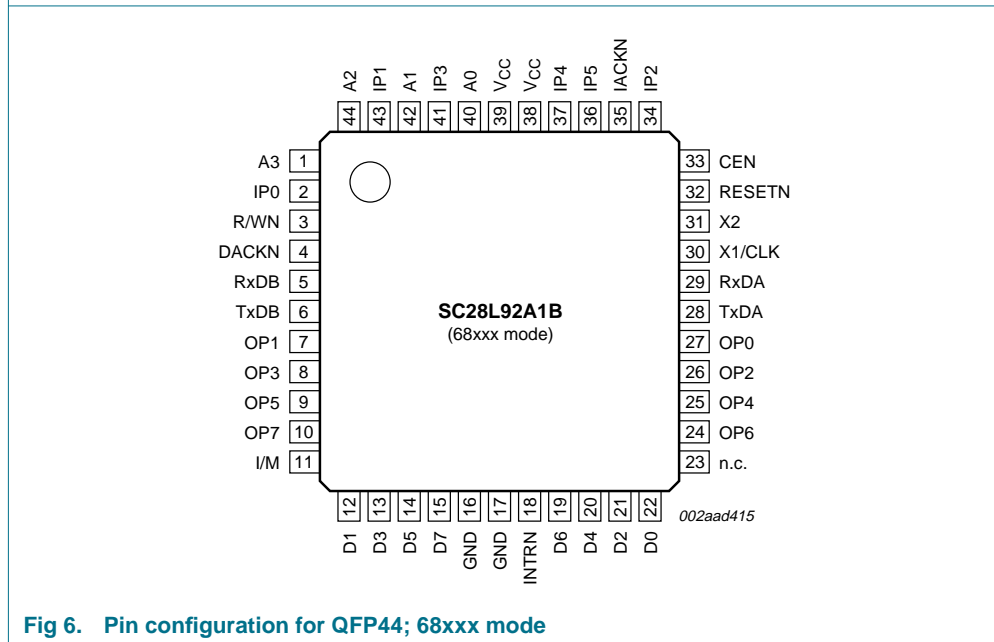 A2 IP1 A1 IP3 A0 VCC VCC IP4 IP5 IACKN IP2
44 43 42 41 40 39 38 37 36 35 34
A3 1 33 CEN
IP0 2 32 RESETN
R/WN 3 31 X2
DACKN 4 30 X1/CLK
RxDB 5 29 RxDA
TxDB 6 28 TxDA
SC28L92A1B
(68xxx mode)
OP1 7 27 OP0
OP3 8 26 OP2
OP5 9 25 OP4
OP7 10 24 OP6
I/M 11 23 n.c.
12 13 14 15 16 17 18 19 20 21 22
D1 D3 D5 D7 GND GND INTRN D6 D4 D2 D0
002aad415
Fig 6. Pin configuration for QFP44; 68xxx mode